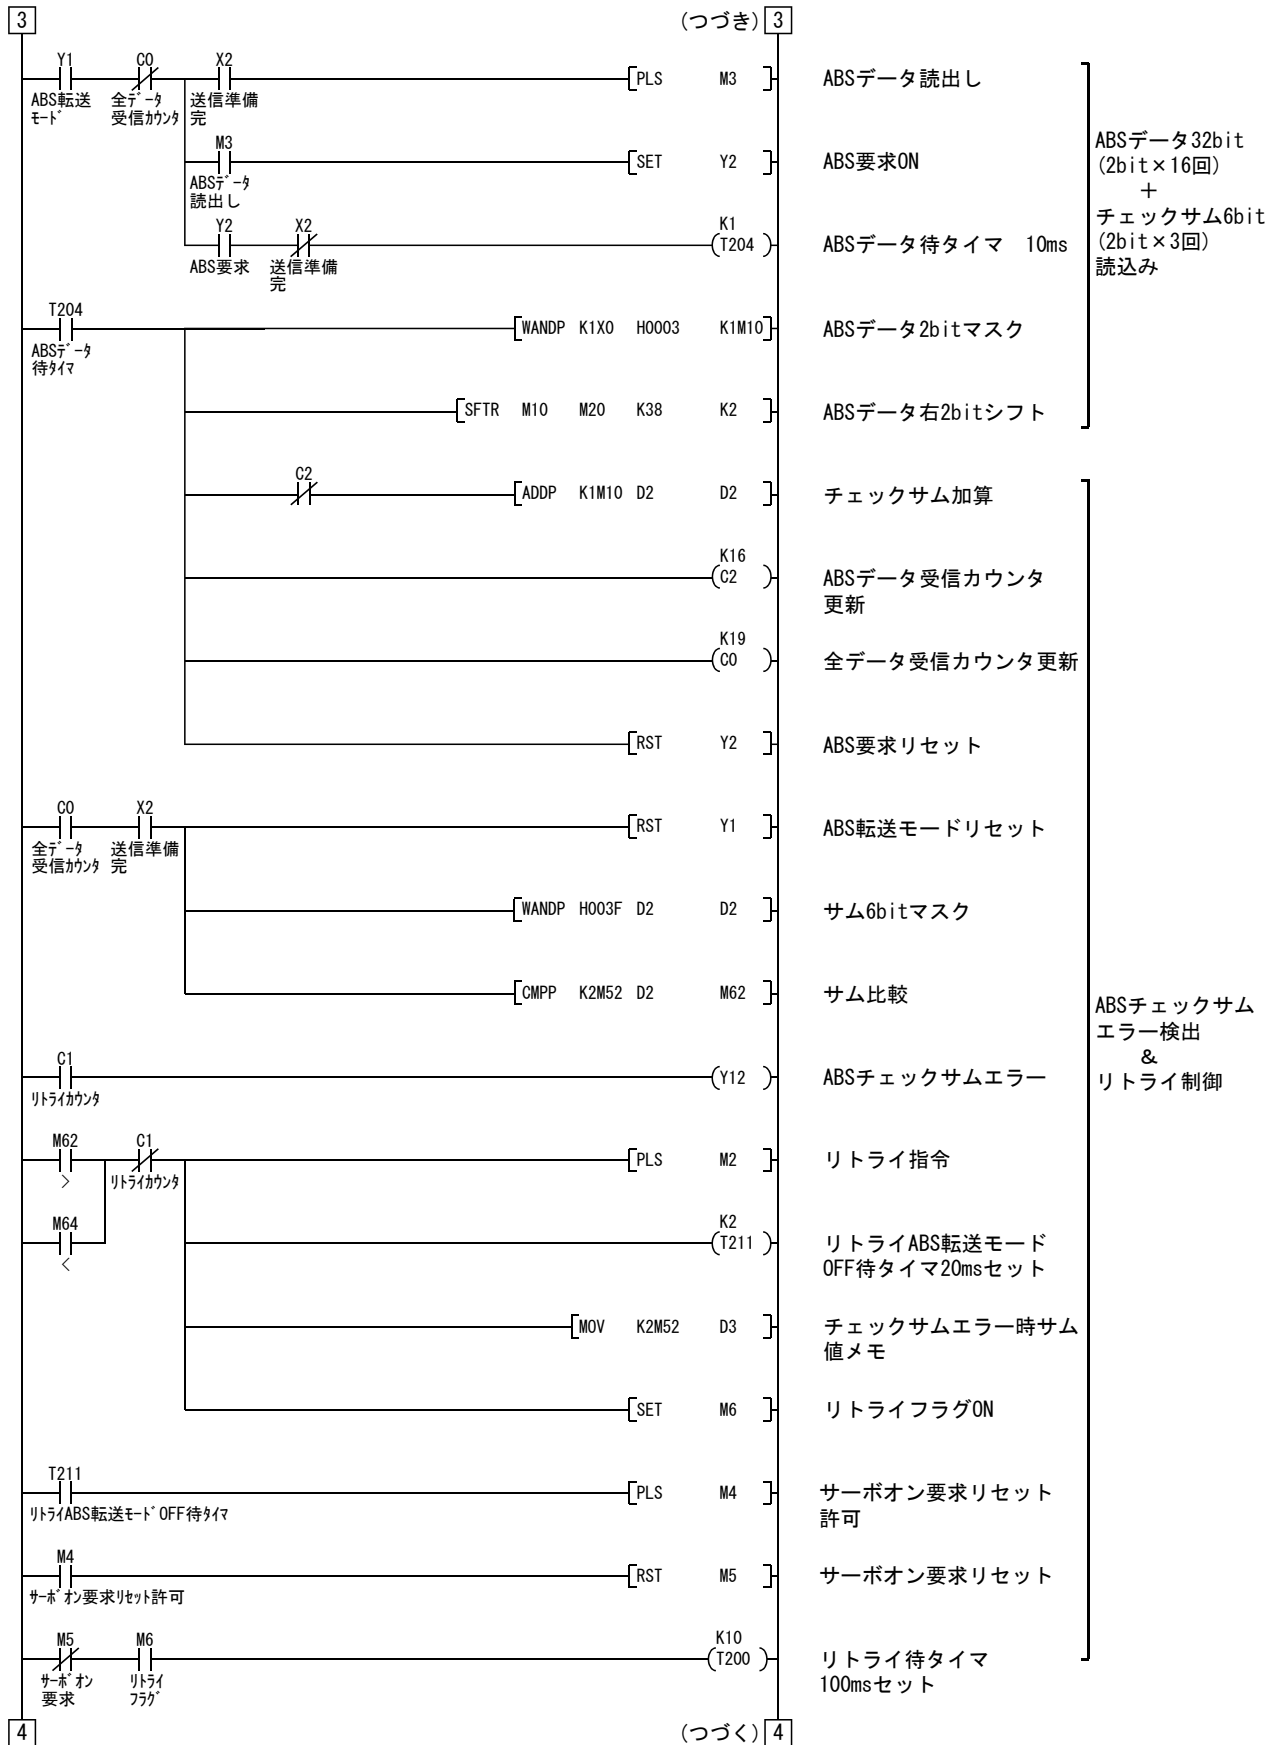 3 (つづき) 3
Y1 C0 X2
PLS M3 ABSデータ読出し
ABS転送 全データ 送信準備
モード 受信カウンタ 完
M3
SET Y2 ABS要求ON
ABSデータ
読出し
Y2 X2 K1
T204 ABSデータ待タイマ 10ms
ABS要求 送信準備
完
ABSデータ32bit
(2bit×16回)
＋
チェックサム6bit
(2bit×3回)
読込み
T204
WANDP K1X0 H0003 K1M10 ABSデータ2bitマスク
ABSデータ
待タイマ
SFTR M10 M20 K38 K2 ABSデータ右2bitシフト
C2
ADDP K1M10 D2 D2 チェックサム加算
K16
C2 ABSデータ受信カウンタ
更新
K19
C0 全データ受信カウンタ更新
RST Y2 ABS要求リセット
C0 X2
RST Y1 ABS転送モードリセット
全データ 送信準備
受信カウンタ 完
WANDP H003F D2 D2 サム6bitマスク
CMPP K2M52 D2 M62 サム比較
ABSチェックサム
エラー検出
＆
リトライ制御
C1
Y12 ABSチェックサムエラー
リトライカウンタ
M62 C1
PLS M2 リトライ指令
＞ リトライカウンタ
M64 K2
T211 リトライABS転送モード
＜ OFF待タイマ20msセット
MOV K2M52 D3 チェックサムエラー時サム
値メモ
SET M6 リトライフラグON
T211
PLS M4 サーボオン要求リセット
リトライABS転送モードOFF待タイマ 許可
M4
RST M5 サーボオン要求リセット
サーボオン要求リセット許可
M5 M6 K10
T200 リトライ待タイマ
サーボオン リトライ 100msセット
要求 フラグ
4 (つづく) 4